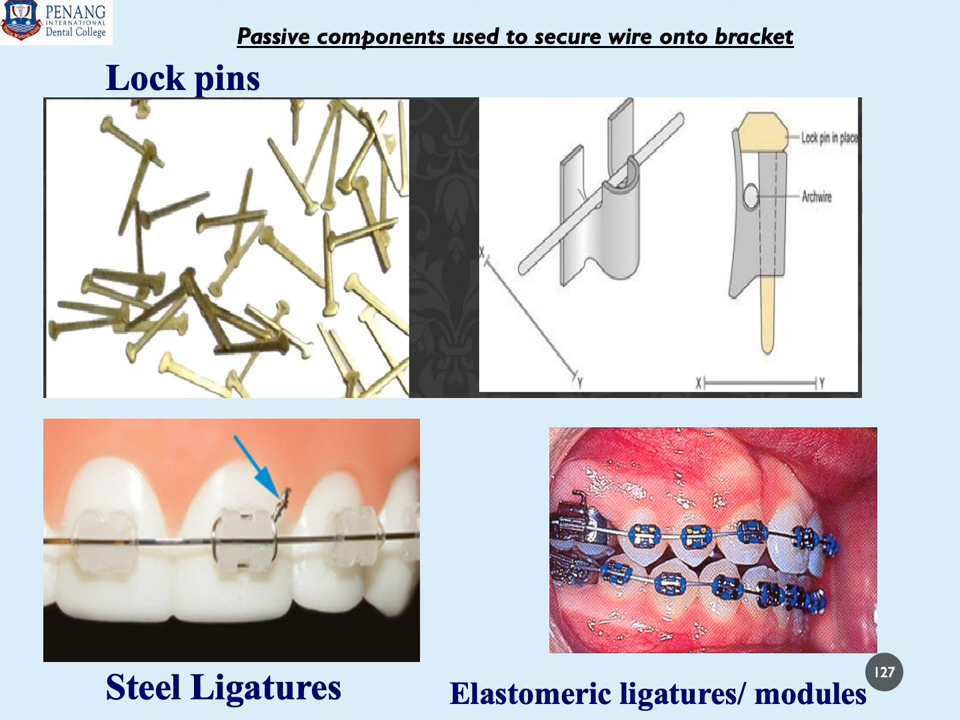 PENANG
INTERNATIONAL
Dental College
Passive components used to secure wire onto bracket
Lock pins
Lock pin in place
Archwire
X
Y
X
Y
Steel Ligatures
Elastomeric ligatures/ modules
127